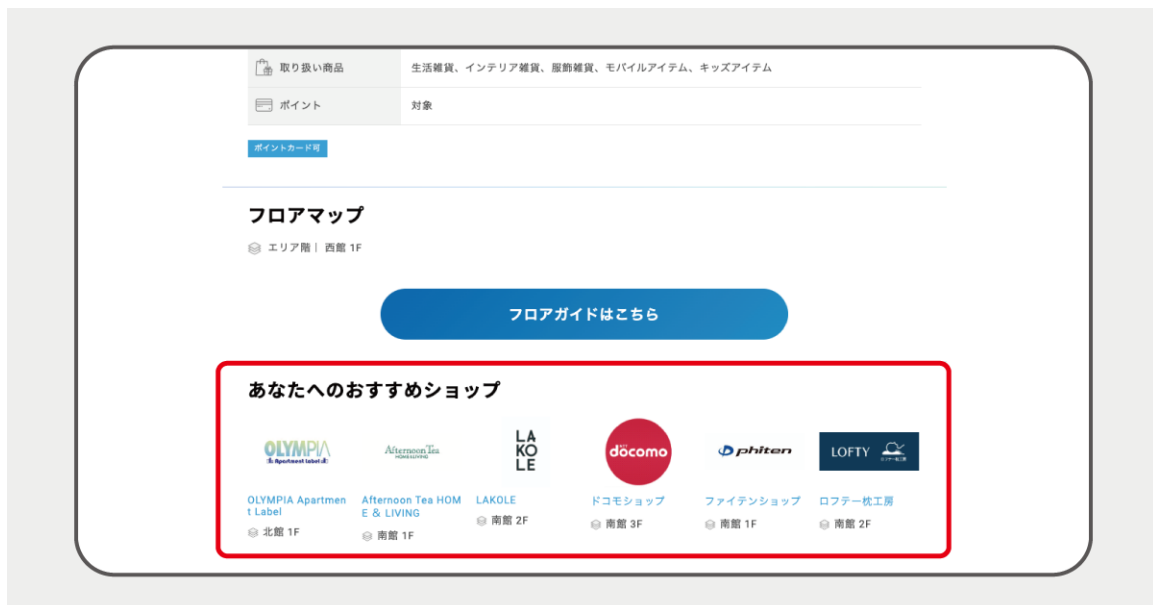 取り扱い商品 生活雑貨、インテリア雑貨、服飾雑貨、モバイルアイテム、キッズアイテム
ポイント 対象
ポイントカード可
フロアマップ
エリア階｜ 西館 1F
フロアガイドはこちら
あなたへのおすすめショップ
OLYMPIA
Apartment label
Afternoon Tea
HOME & LIVING
LA
KO
LE
döcomo
phiten
LOFTY
OLYMPIA Apartmen
t Label
北館 1F
Afternoon Tea HOM
E & LIVING
南館 1F
LAKOLE
南館 2F
ドコモショップ
南館 3F
ファイテンショップ
南館 1F
ロフテー枕工房
南館 2F